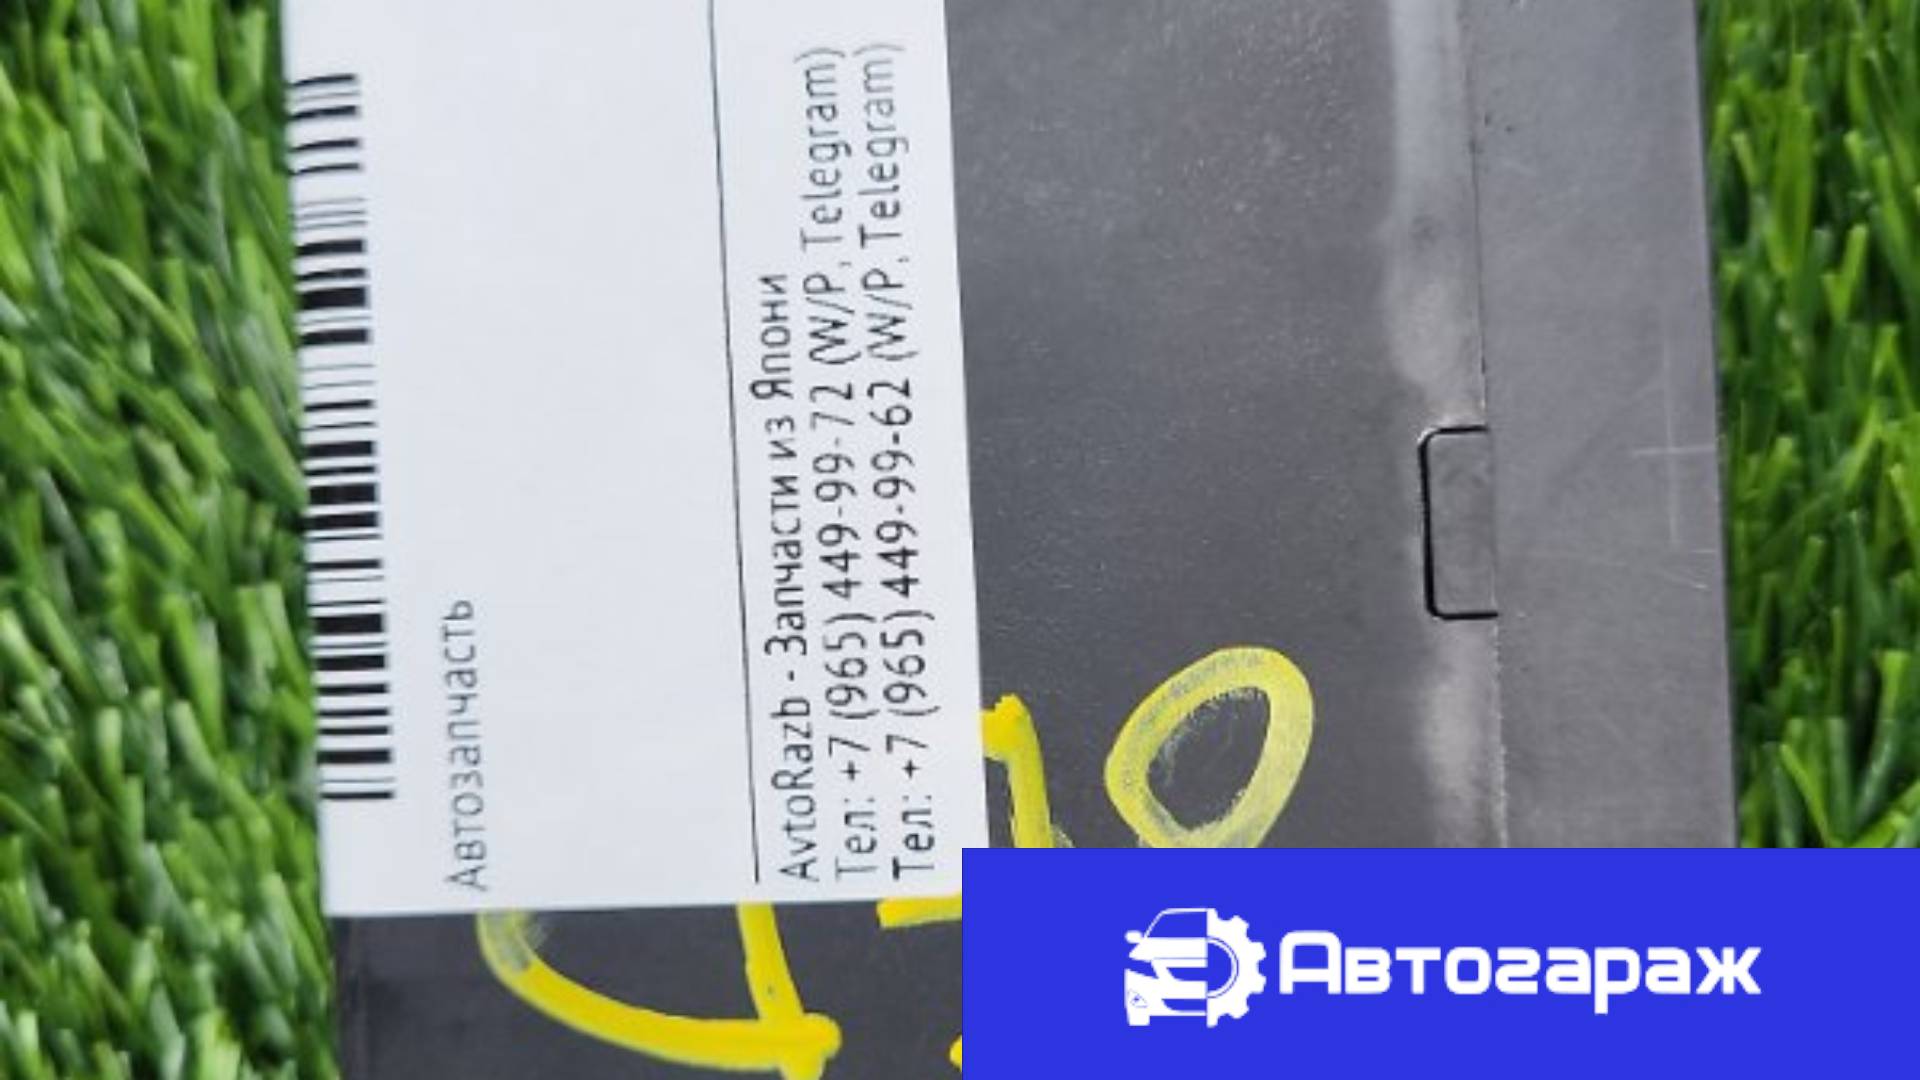 Автозапчасть
AvtoRazb - Запчасти из Япони
Тел: +7 (965) 449-99-72 (W/P, Telegram)
Тел: +7 (965) 449-99-62 (W/P, Telegram)
Автогараж